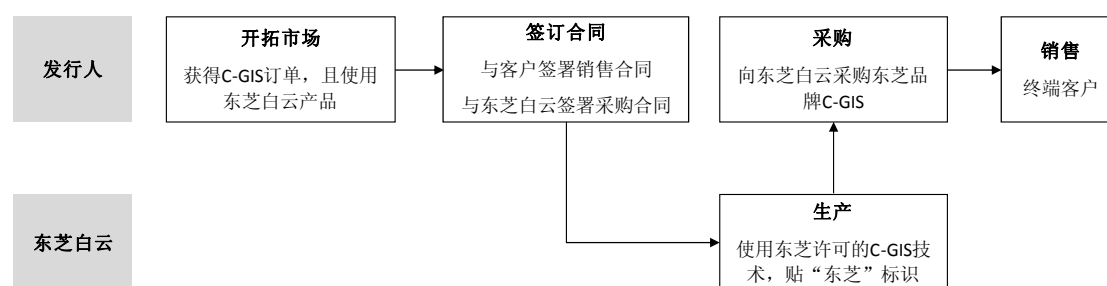 发行人
开拓市场
获得C-GIS订单，且使用
东芝白云产品
签订合同
与客户签署销售合同
与东芝白云签署采购合同
采购
向东芝白云采购东芝品
牌C-GIS
销售
终端客户
东芝白云
生产
使用东芝许可的C-GIS技
术，贴“东芝”标识